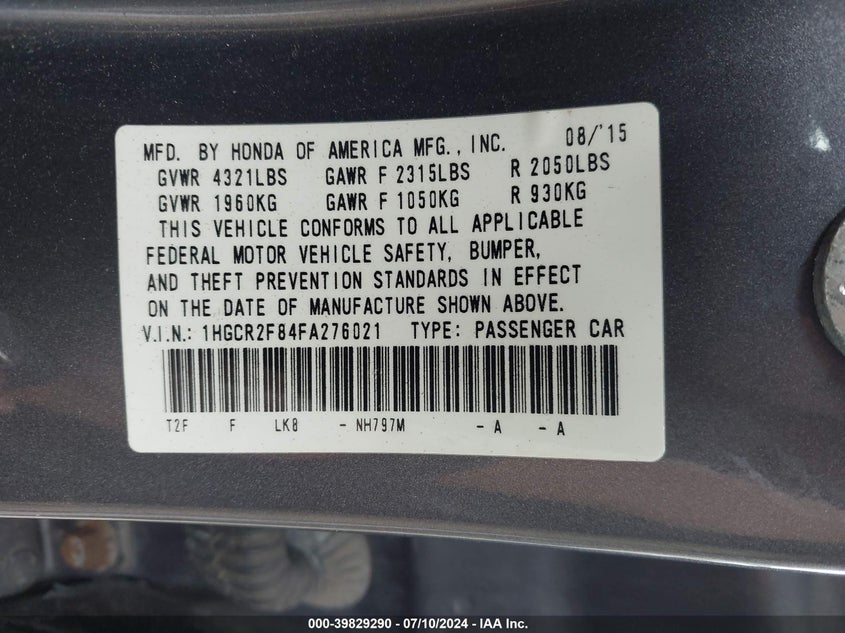 MFD. BY HONDA OF AMERICA MFG., INC. 08/'15
GVWR 4321LBS GAWR F 2315LBS R 2050LBS
GVWR 1960KG GAWR F 1050KG R 930KG
THIS VEHICLE CONFORMS TO ALL APPLICABLE
FEDERAL MOTOR VEHICLE SAFETY, BUMPER,
AND THEFT PREVENTION STANDARDS IN EFFECT
ON THE DATE OF MANUFACTURE SHOWN ABOVE.
V.I.N.: 1HGCR2F84FA276021 TYPE: PASSENGER CAR
T2F F LK8 - NH797M - A - A
000-39829290 - 07/10/2024 - IAA Inc.